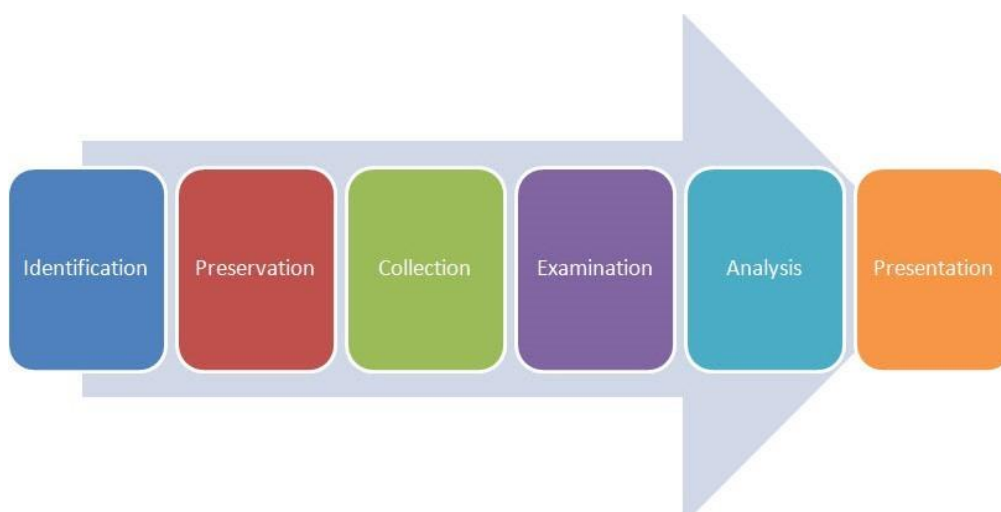 Identification
Preservation
Collection
Examination
Analysis
Presentation